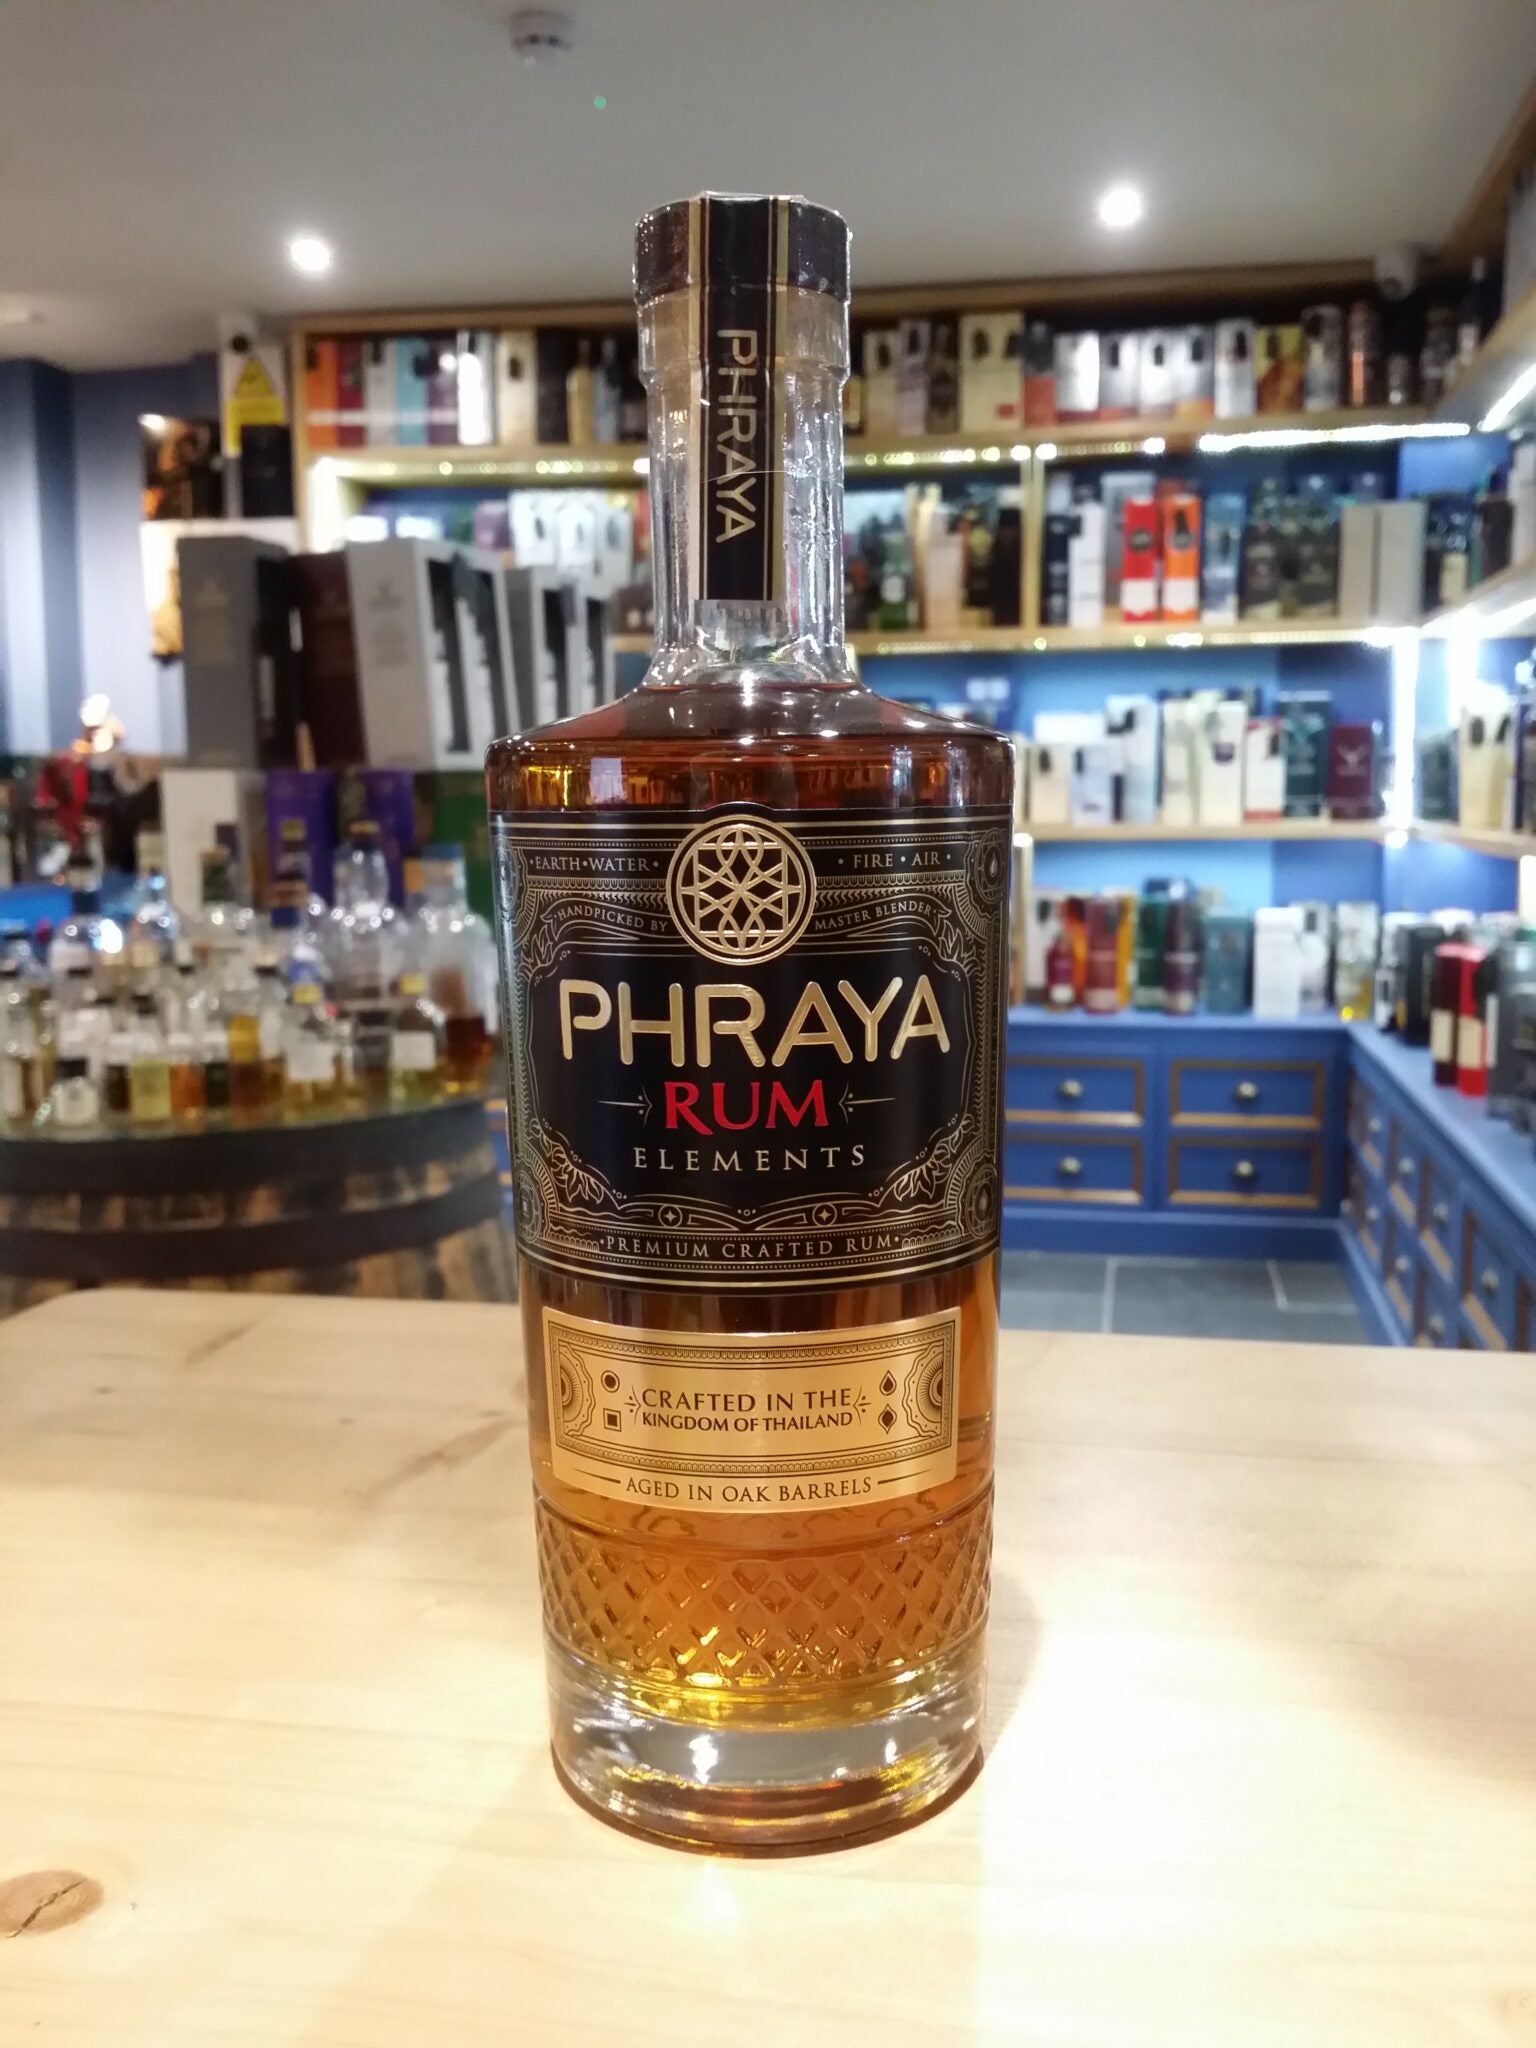 PHRAYA
•EARTH•WATER• •FIRE•AIR•
HANDPICKED BY MASTER BLENDER
PHRAYA
RUM
ELEMENTS
•PREMIUM CRAFTED RUM•
CRAFTED IN THE
KINGDOM OF THAILAND
AGED IN OAK BARRELS